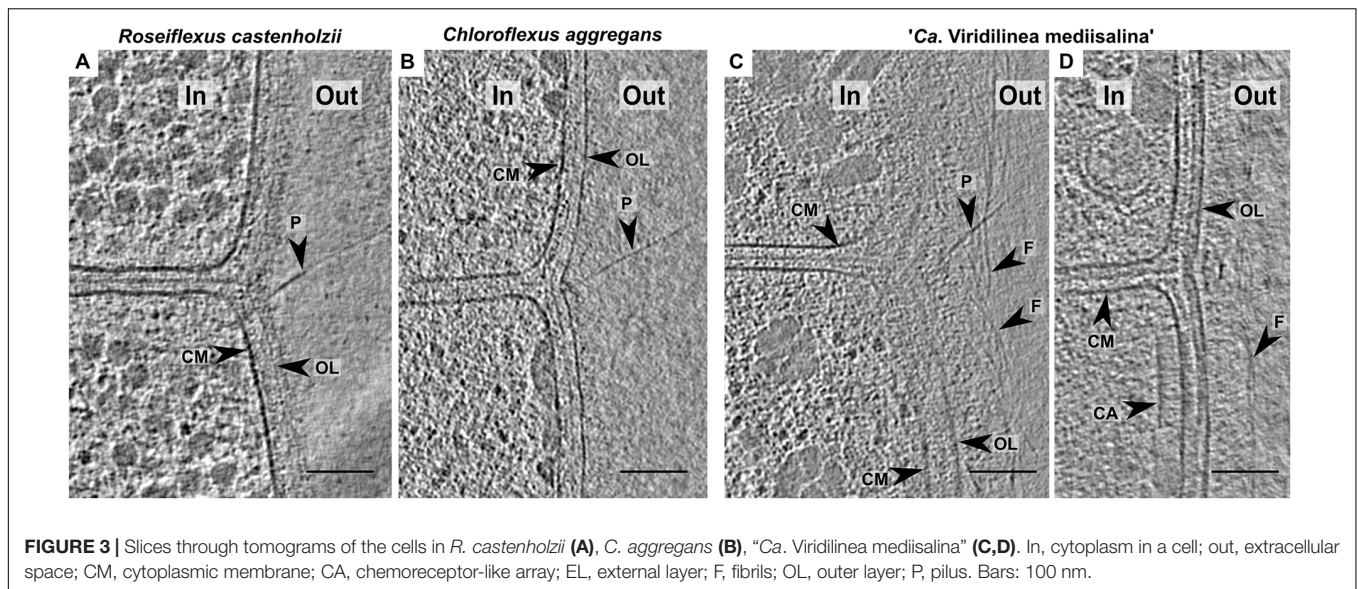 Roseiflexus castenholzii
Chloroflexus aggregans
'Ca. Viridilinea mediisalina'
A
In
Out
P
CM
OL
B
In
Out
CM
OL
P
C
In
Out
P
CM
F
F
OL
CM
D
In
Out
OL
CM
F
CA
FIGURE 3 | Slices through tomograms of the cells in R. castenholzii (A), C. aggregans (B), “Ca. Viridilinea mediisalina” (C,D). In, cytoplasm in a cell; out, extracellular
space; CM, cytoplasmic membrane; CA, chemoreceptor-like array; EL, external layer; F, fibrils; OL, outer layer; P, pilus. Bars: 100 nm.